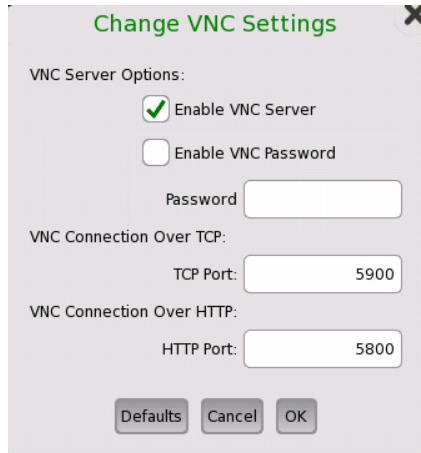 Change VNC Settings
VNC Server Options:
Enable VNC Server
Enable VNC Password
Password
VNC Connection Over TCP:
TCP Port: 5900
VNC Connection Over HTTP:
HTTP Port: 5800
Defaults Cancel OK